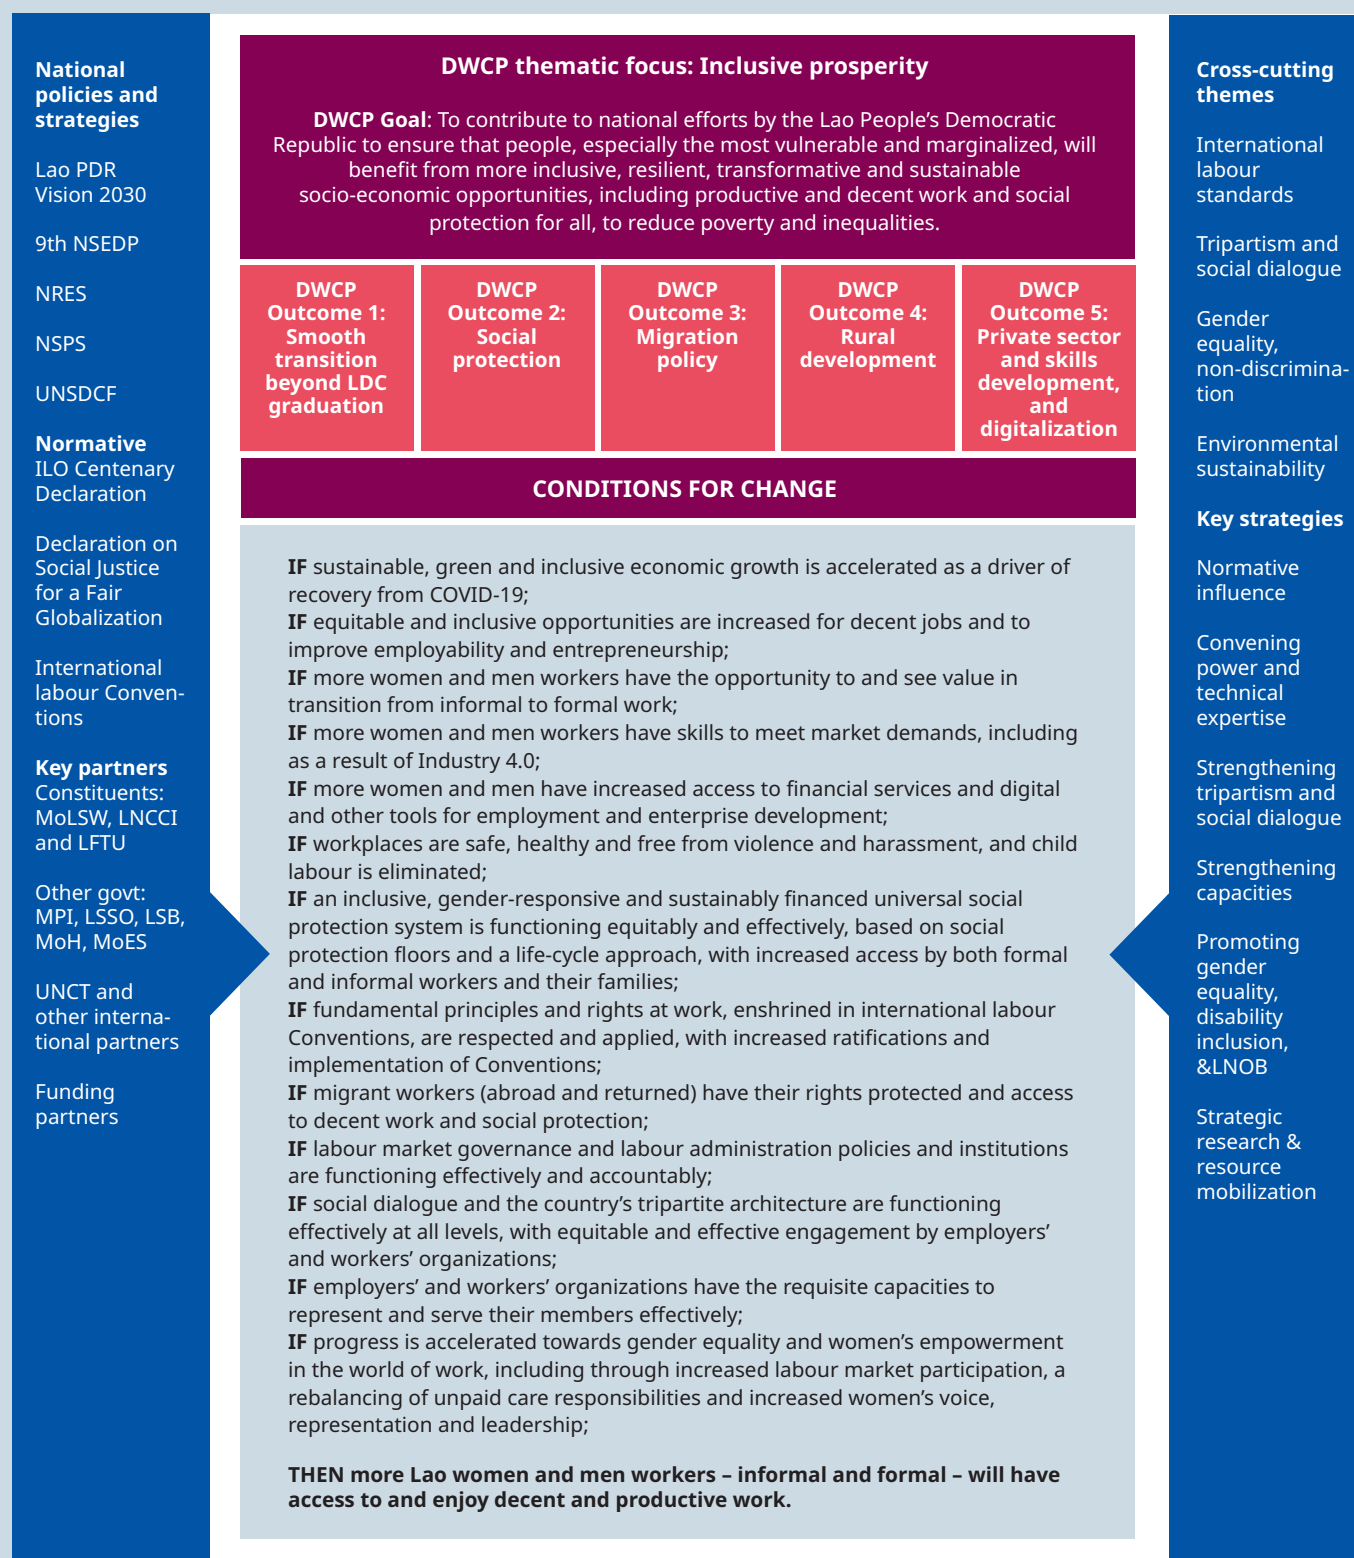 National
policies and
strategies
Lao PDR
Vision 2030
9th NSEDP
NRES
NSPS
UNSDCF
Normative
ILO Centenary
Declaration
Declaration on
Social Justice
for a Fair
Globalization
International
labour Conven-
tions
Key partners
Constituents:
MoLSW, LNCCI
and LFTU
Other govt:
MPI, LSSO, LSB,
MoH, MoES
UNCT and
other interna-
tional partners
Funding
partners
DWCP thematic focus: Inclusive prosperity
DWCP Goal: To contribute to national efforts by the Lao People’s Democratic
Republic to ensure that people, especially the most vulnerable and marginalized, will
benefit from more inclusive, resilient, transformative and sustainable
socio-economic opportunities, including productive and decent work and social
protection for all, to reduce poverty and inequalities.
DWCP
Outcome 1:
Smooth
transition
beyond LDC
graduation
DWCP
Outcome 2:
Social
protection
DWCP
Outcome 3:
Migration
policy
DWCP
Outcome 4:
Rural
development
DWCP
Outcome 5:
Private sector
and skills
development,
and
digitalization
CONDITIONS FOR CHANGE
IF sustainable, green and inclusive economic growth is accelerated as a driver of
recovery from COVID-19;
IF equitable and inclusive opportunities are increased for decent jobs and to
improve employability and entrepreneurship;
IF more women and men workers have the opportunity to and see value in
transition from informal to formal work;
IF more women and men workers have skills to meet market demands, including
as a result of Industry 4.0;
IF more women and men have increased access to financial services and digital
and other tools for employment and enterprise development;
IF workplaces are safe, healthy and free from violence and harassment, and child
labour is eliminated;
IF an inclusive, gender-responsive and sustainably financed universal social
protection system is functioning equitably and effectively, based on social
protection floors and a life-cycle approach, with increased access by both formal
and informal workers and their families;
IF fundamental principles and rights at work, enshrined in international labour
Conventions, are respected and applied, with increased ratifications and
implementation of Conventions;
IF migrant workers (abroad and returned) have their rights protected and access
to decent work and social protection;
IF labour market governance and labour administration policies and institutions
are functioning effectively and accountably;
IF social dialogue and the country’s tripartite architecture are functioning
effectively at all levels, with equitable and effective engagement by employers’
and workers’ organizations;
IF employers’ and workers’ organizations have the requisite capacities to
represent and serve their members effectively;
IF progress is accelerated towards gender equality and women’s empowerment
in the world of work, including through increased labour market participation, a
rebalancing of unpaid care responsibilities and increased women’s voice,
representation and leadership;
THEN more Lao women and men workers – informal and formal – will have
access to and enjoy decent and productive work.
Cross-cutting
themes
International
labour
standards
Tripartism and
social dialogue
Gender
equality,
non-discrimina-
tion
Environmental
sustainability
Key strategies
Normative
influence
Convening
power and
technical
expertise
Strengthening
tripartism and
social dialogue
Strengthening
capacities
Promoting
gender
equality,
disability
inclusion,
&LNOB
Strategic
research &
resource
mobilization